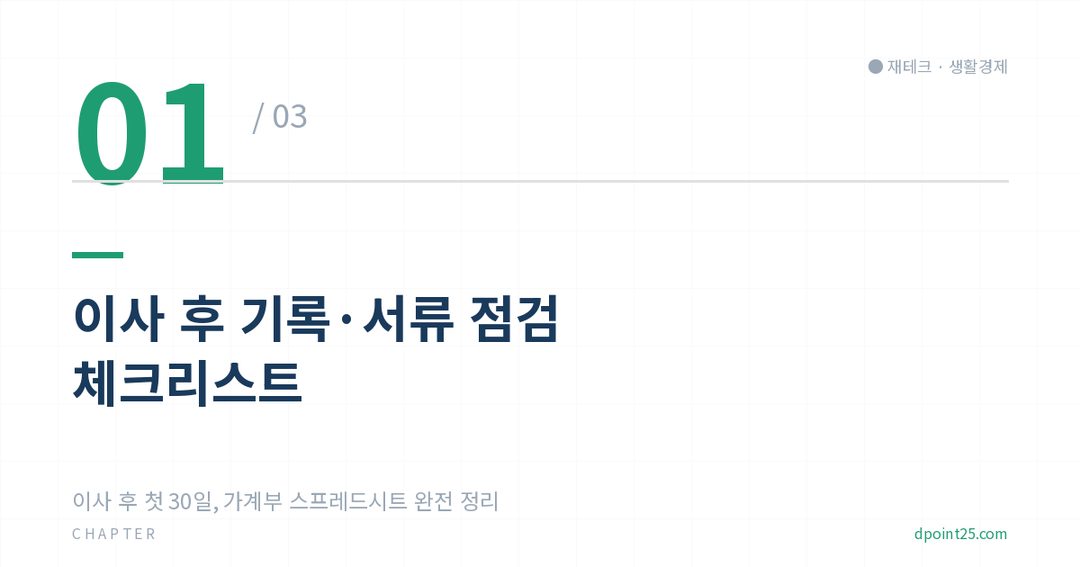 ● 재테크 · 생활경제
01 / 03
이사 후 기록·서류 점검
체크리스트
이사 후 첫 30일, 가계부 스프레드시트 완전 정리
CHAPTER
dpoint25.com